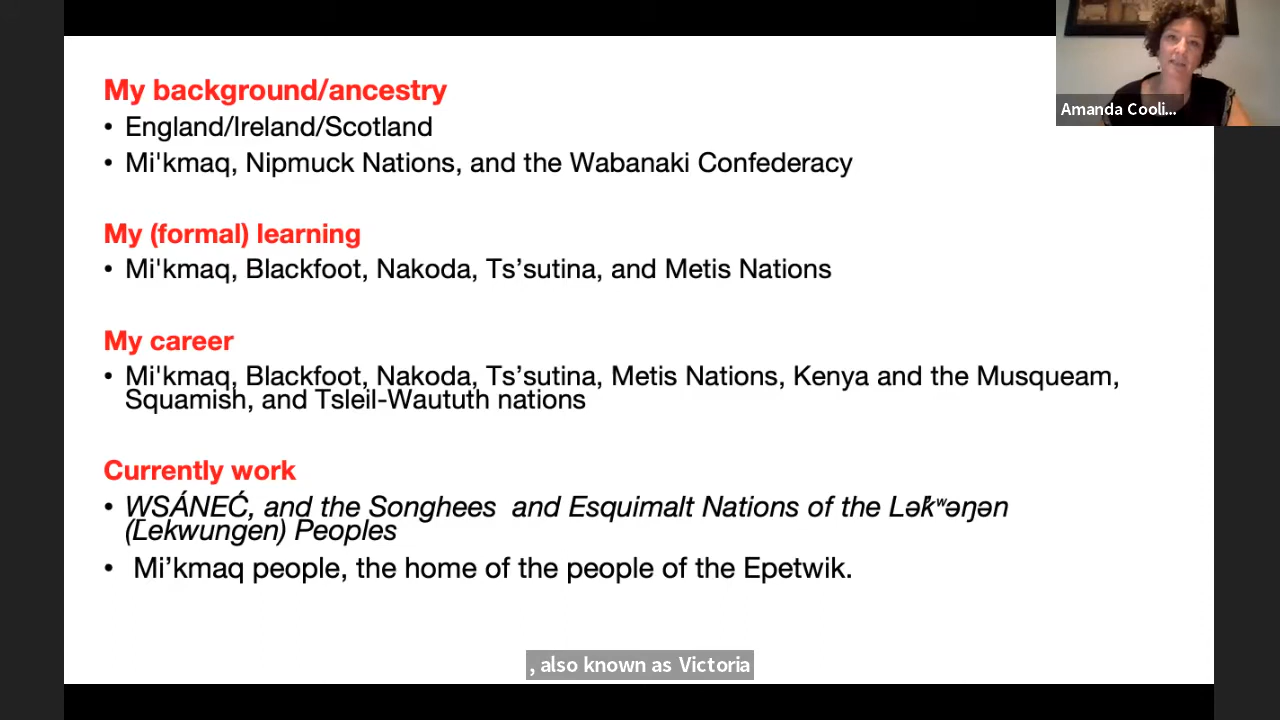 My background/ancestry
• England/Ireland/Scotland
• Mi'kmaq, Nipmuck Nations, and the Wabanaki Confederacy
My (formal) learning
• Mi'kmaq, Blackfoot, Nakoda, Ts’sutina, and Metis Nations
My career
• Mi'kmaq, Blackfoot, Nakoda, Ts’sutina, Metis Nations, Kenya and the Musqueam,
Squamish, and Tsleil-Waututh nations
Currently work
• WSÁNEĆ, and the Songhees and Esquimalt Nations of the Lək̓ʷəŋən
(Lekwungen) Peoples
• Mi’kmaq people, the home of the people of the Epetwik.
Amanda Cooli...
, also known as Victoria